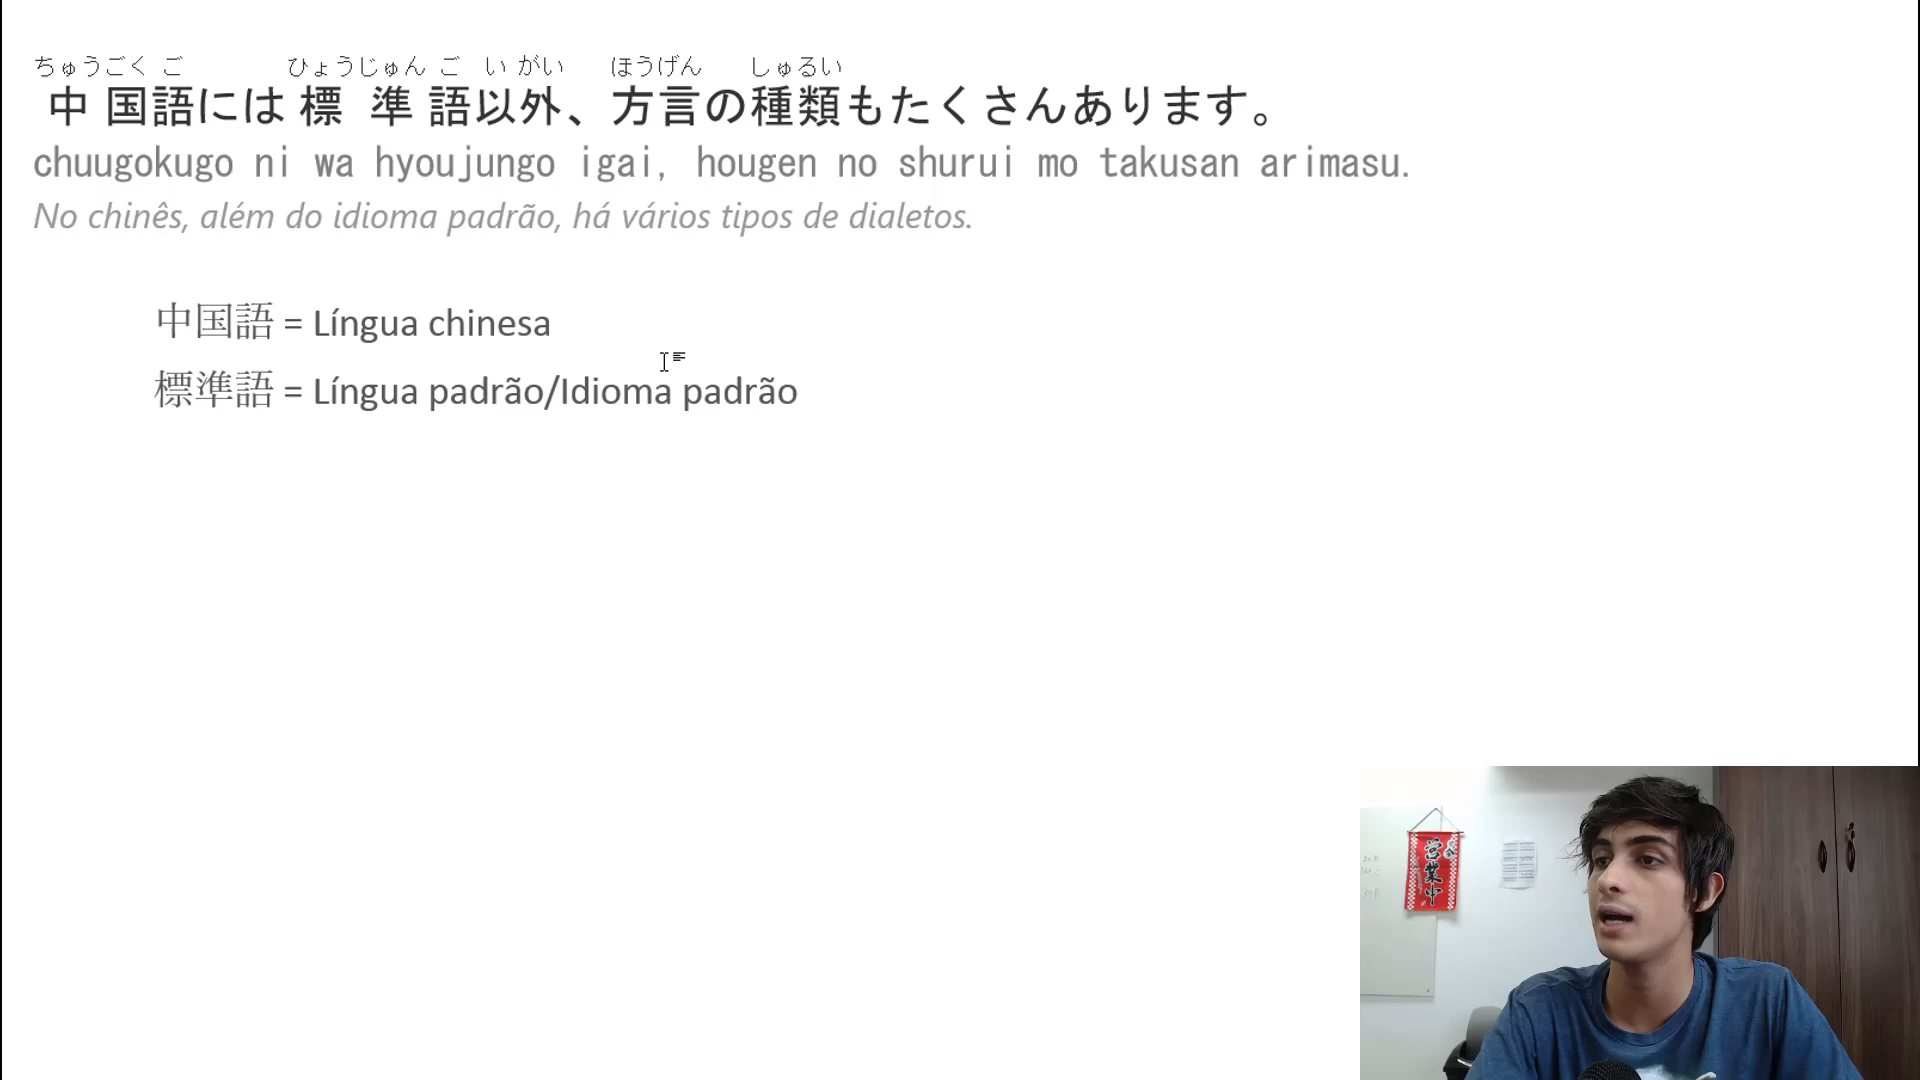 ちゅうごくご ひょうじゅんごいがい ほうげん しゅるい
中国語には標準語以外、方言の種類もたくさんあります。
chuugokugo ni wa hyoujungo igai, hougen no shurui mo takusan arimasu.
No chinês, além do idioma padrão, há vários tipos de dialetos.
中国語 = Língua chinesa
標準語 = Língua padrão/Idioma padrão
営業中